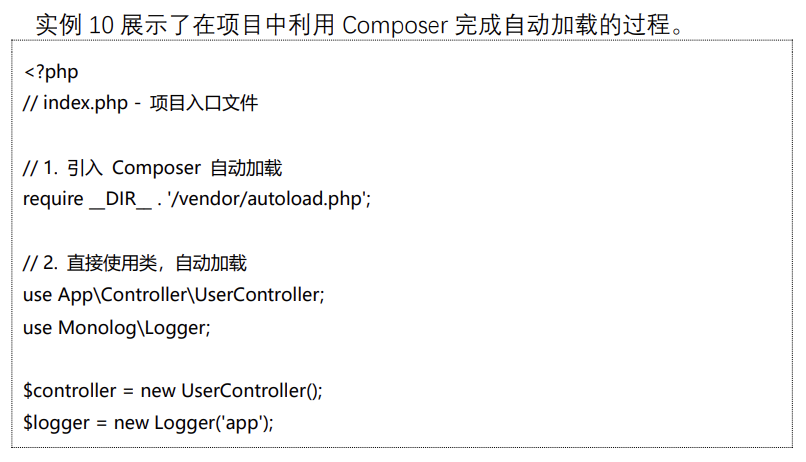 实例 10 展示了在项目中利用 Composer 完成自动加载的过程。
<?php
// index.php - 项目入口文件
// 1. 引入 Composer 自动加载
require __DIR__ . '/vendor/autoload.php';
// 2. 直接使用类，自动加载
use App\Controller\UserController;
use Monolog\Logger;
$controller = new UserController();
$logger = new Logger('app');